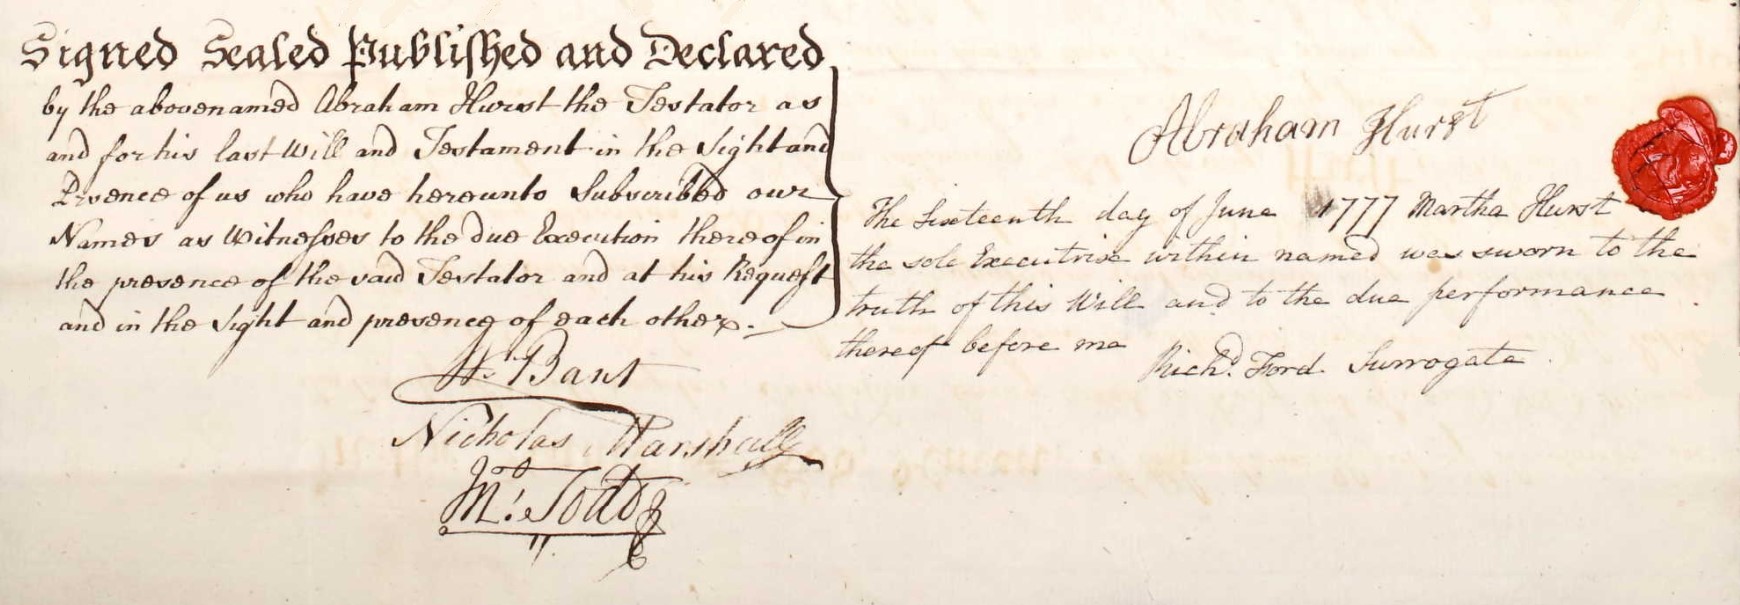 Signed Sealed Published and Declared
by the abovenamed Abraham Hurst the Testator as
and for his last Will and Testament in the Sight and
Presence of us who have hereunto Subscribed our
Names as Witnesses to the due Execution thereof in
the presence of the said Testator and at his Request
and in the Sight and presence of each other.
Bant
Nicholas Marshall
Jno. Todd
Abraham Hurst
The Sixteenth day of June 1777 Martha Hurst
the sole Executrix within named was sworn to the
truth of this Will and to the due performance
thereof before me
Richd. Ford Surrogate.